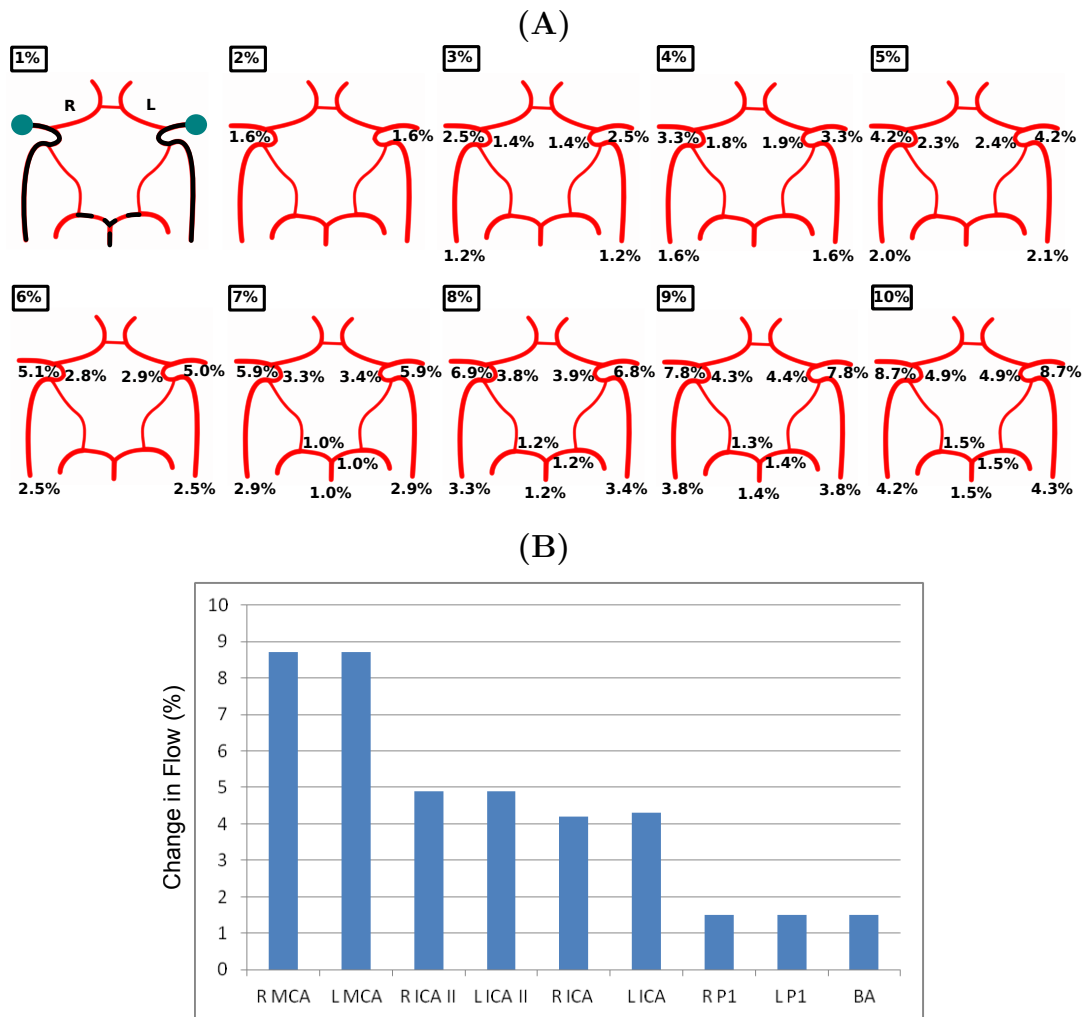 (A)
1% 2% 3% 4% 5%
R L
1.6% 1.6% 2.5% 1.4% 1.4% 2.5% 3.3% 1.8% 1.9% 3.3% 4.2% 2.3% 2.4% 4.2%
1.2% 1.2% 1.6% 1.6% 2.0% 2.1%
6% 7% 8% 9% 10%
5.1% 2.8% 2.9% 5.0% 5.9% 3.3% 3.4% 5.9% 6.9% 3.8% 3.9% 6.8% 7.8% 4.3% 4.4% 7.8% 8.7% 4.9% 4.9% 8.7%
1.0% 1.2% 1.3% 1.5%
1.0% 1.2% 1.4% 1.5%
2.5% 2.5% 2.9% 1.0% 2.9% 3.3% 1.2% 3.4% 3.8% 1.4% 3.8% 4.2% 1.5% 4.3%
(B)
Change in Flow (%)
10
9
8
7
6
5
4
3
2
1
0
R MCA L MCA R ICA II L ICA II R ICA L ICA R P1 L P1 BA